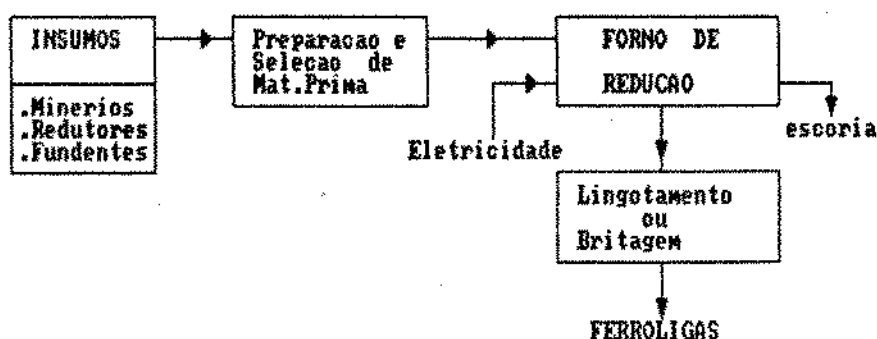 INSUMOS
.Minerios
.Redutores
.Fundentes
Preparacao e
Selecao de
Mat.Prima
Eletricidade
FORNO DE
REDUCAO
escoria
Lingotamento
ou
Britagem
FERROLIGAS